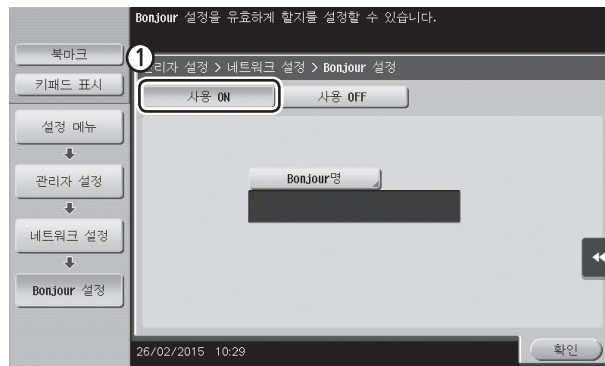 Bonjour 설정을 유효하게 할지를 설정할 수 있습니다.
북마크
키패드 표시
1
관리자 설정 > 네트워크 설정 > Bonjour 설정
사용 ON
사용 OFF
설정 메뉴
관리자 설정
네트워크 설정
Bonjour 설정
Bonjour명
26/02/2015 10:29
확인